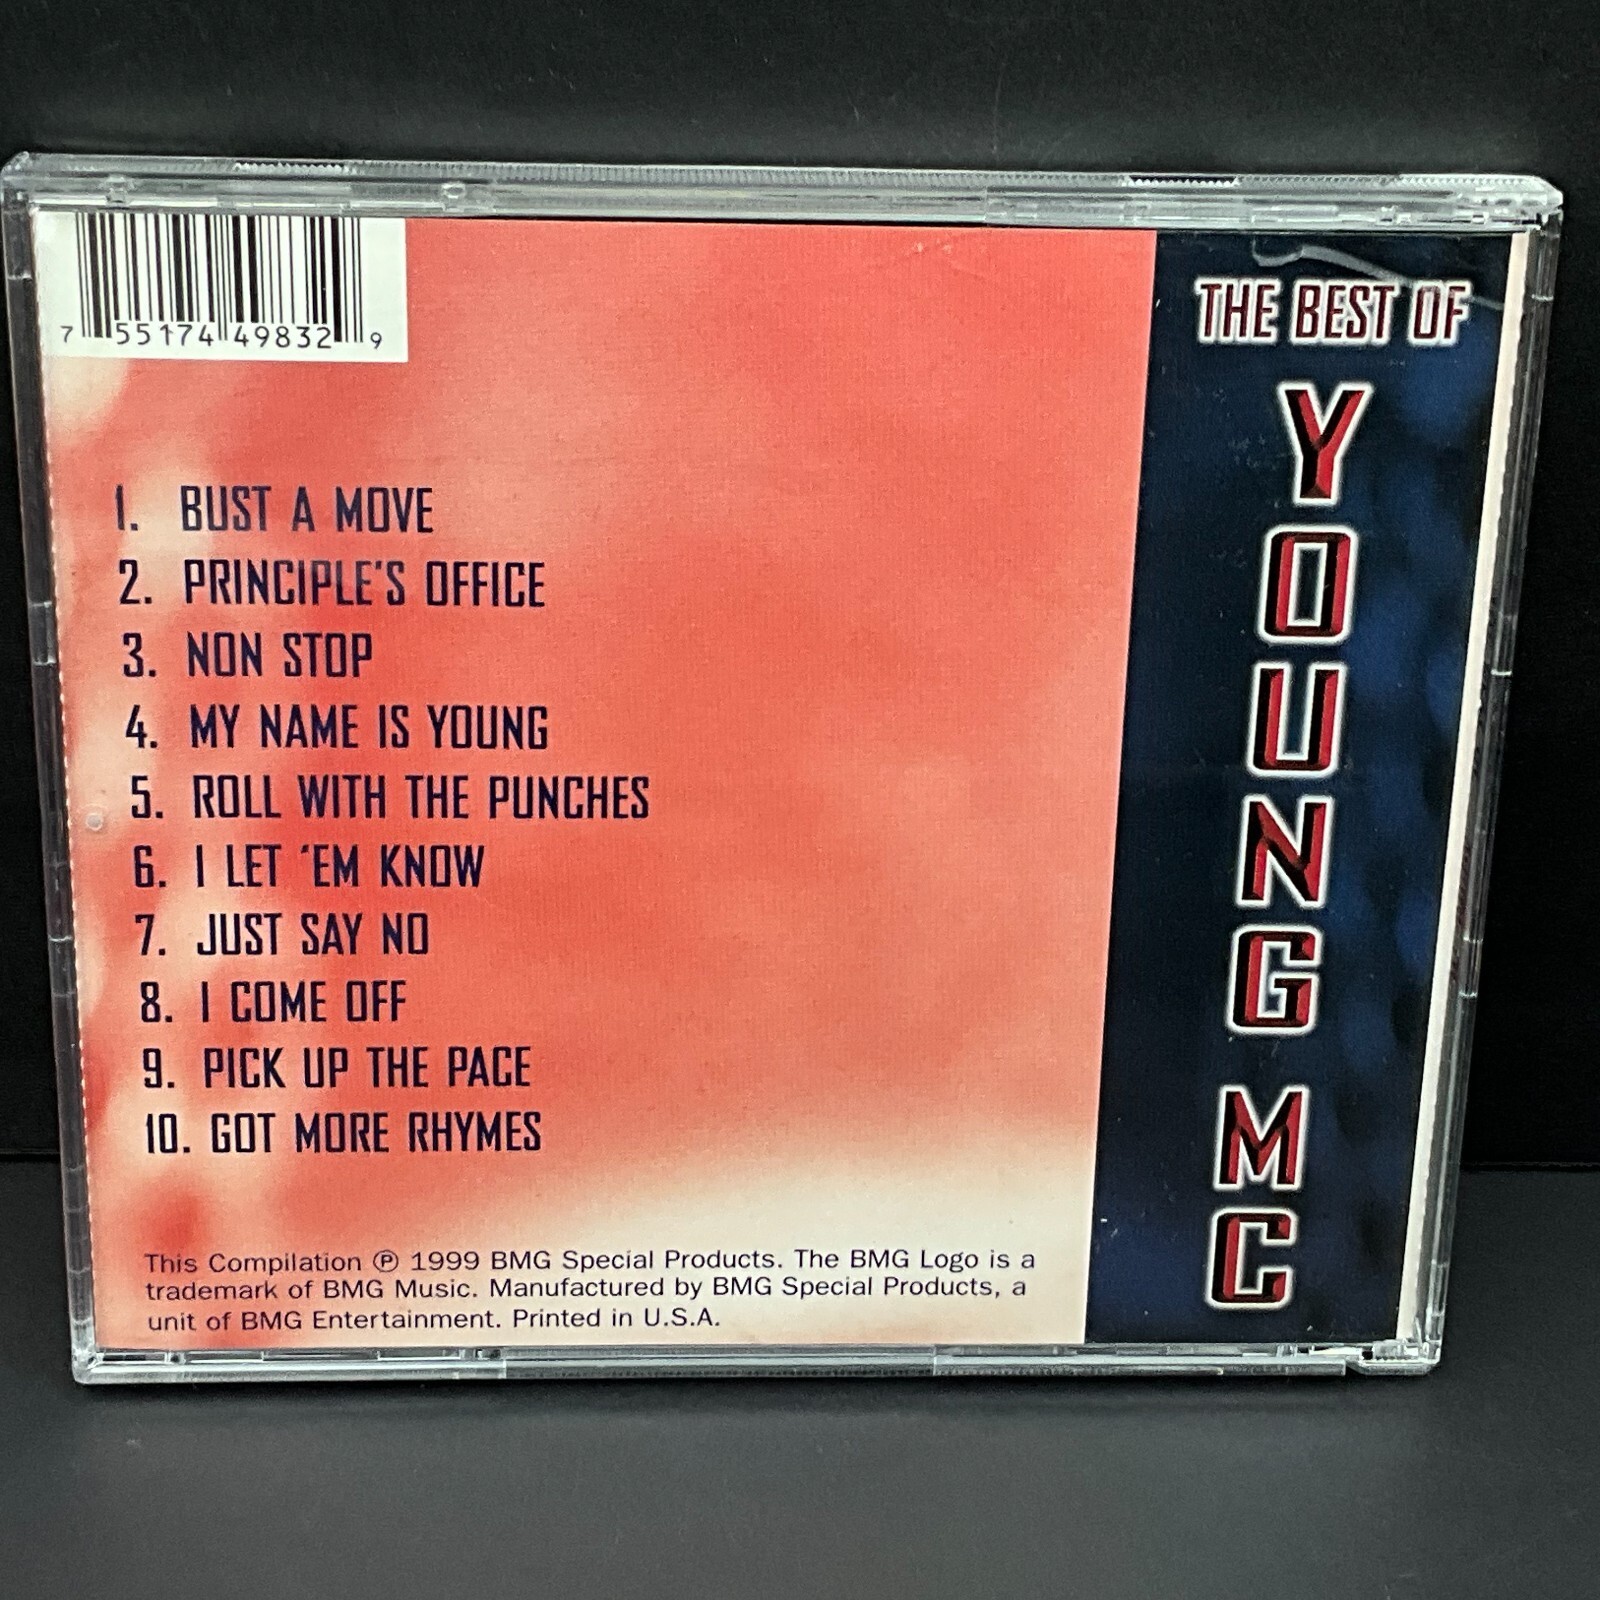 7 55174 49832 9
THE BEST OF
YOUNG MC
1. BUST A MOVE
2. PRINCIPLE'S OFFICE
3. NON STOP
4. MY NAME IS YOUNG
5. ROLL WITH THE PUNCHES
6. I LET 'EM KNOW
7. JUST SAY NO
8. I COME OFF
9. PICK UP THE PACE
10. GOT MORE RHYMES
This Compilation ℗ 1999 BMG Special Products. The BMG Logo is a
trademark of BMG Music. Manufactured by BMG Special Products, a
unit of BMG Entertainment. Printed in U.S.A.